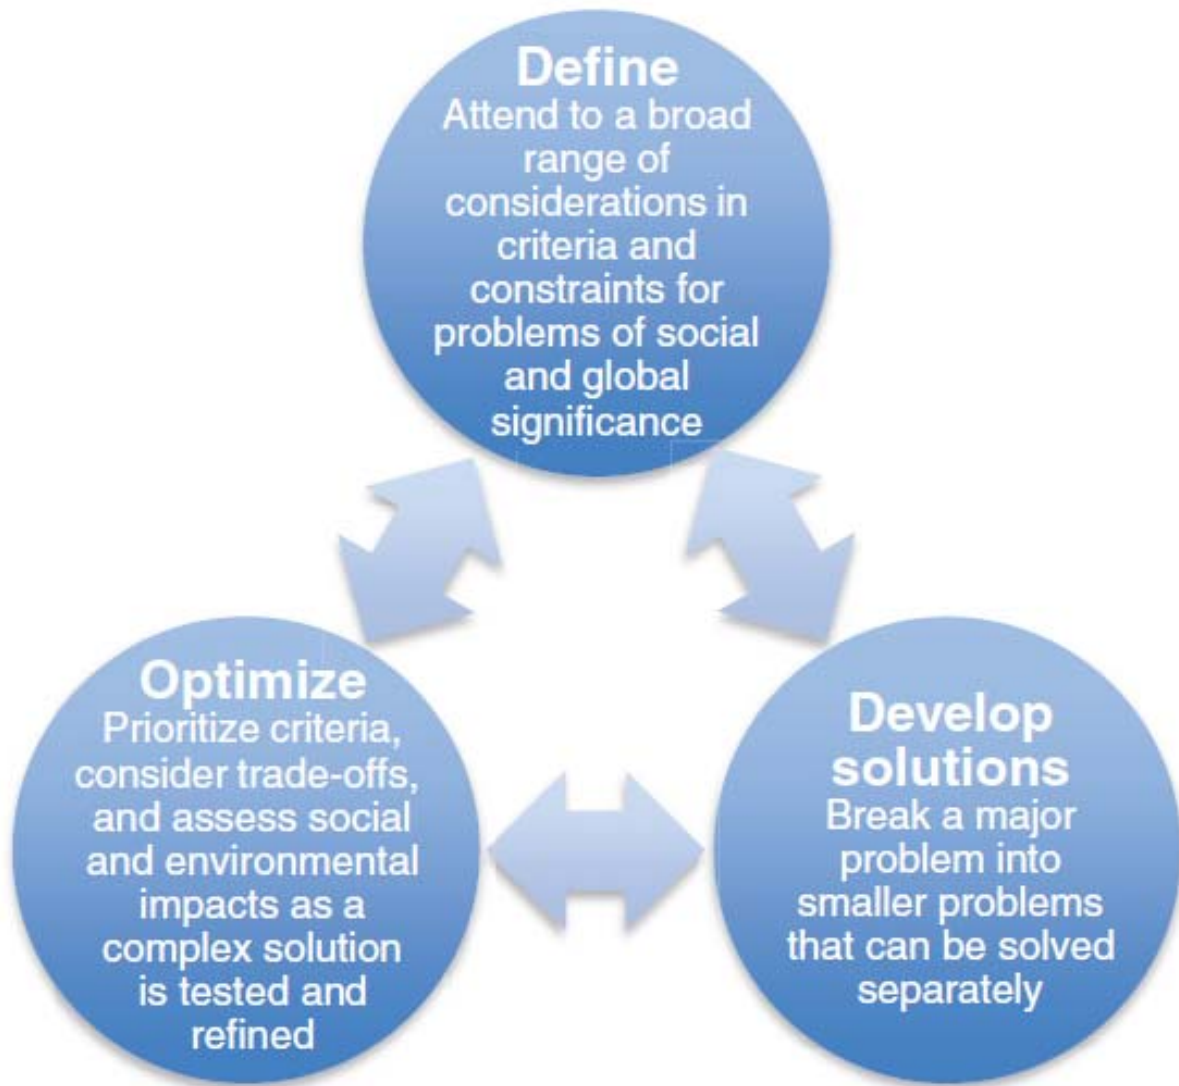 Define
Attend to a broad
range of
considerations in
criteria and
constraints for
problems of social
and global
significance
Optimize
Prioritize criteria,
consider trade-offs,
and assess social
and environmental
impacts as a
complex solution
is tested and
refined
Develop
solutions
Break a major
problem into
smaller problems
that can be solved
separately